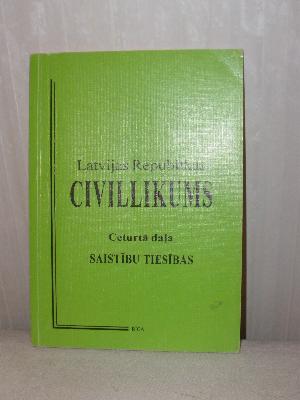 Latvijas Republikas
CIVILLIKUMS
Ceturtā daļa
SAISTĪBU TIESĪBAS